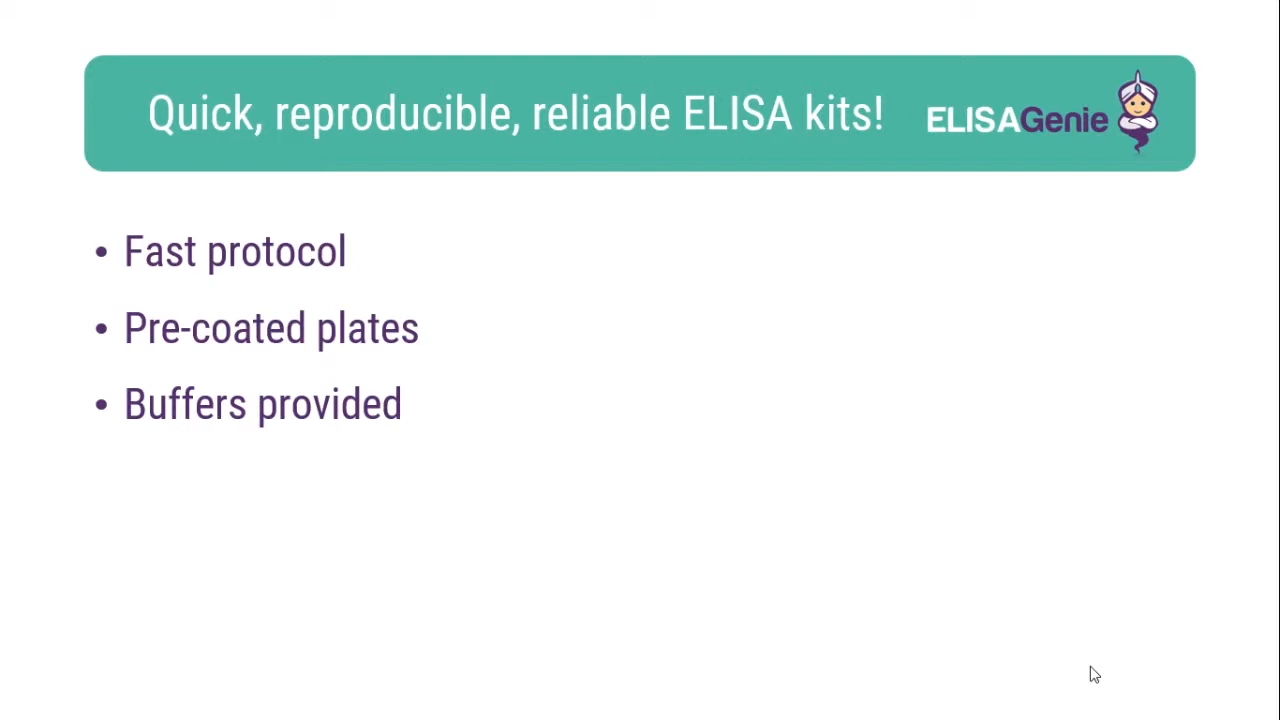 Quick, reproducible, reliable ELISA kits!
ELISAGenie
• Fast protocol
• Pre-coated plates
• Buffers provided